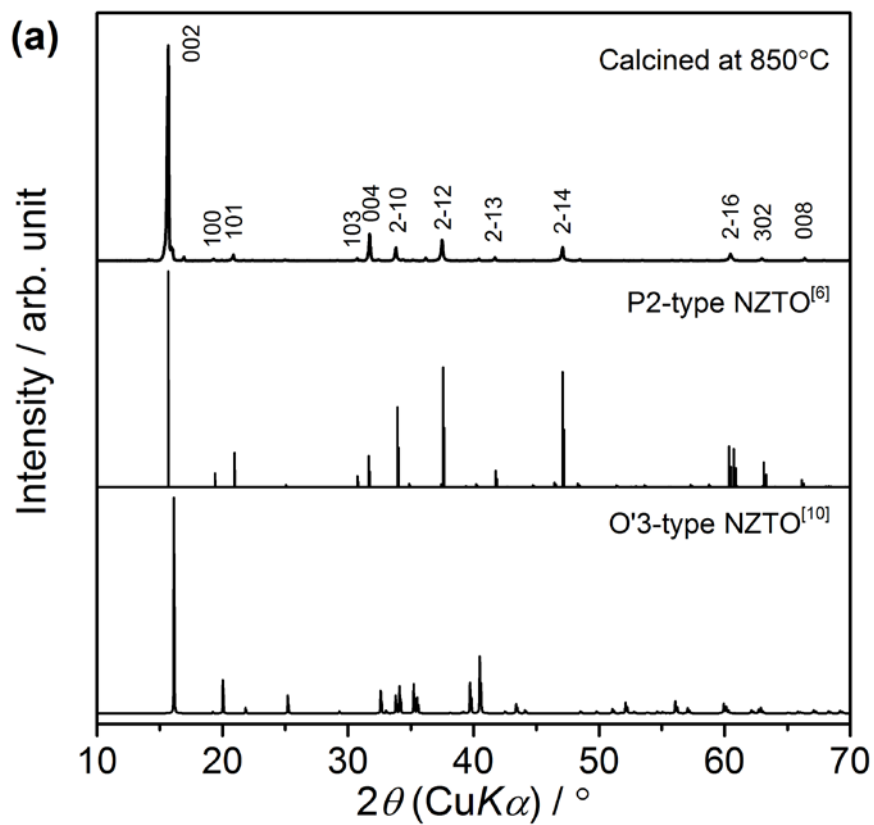 (a)
Calcined at 850°C
002
100
101
103
004
2-10
2-12
2-13
2-14
2-16
302
008
P2-type NZTO[6]
O'3-type NZTO[10]
Intensity / arb. unit
10 20 30 40 50 60 70
2θ (CuKα) / °